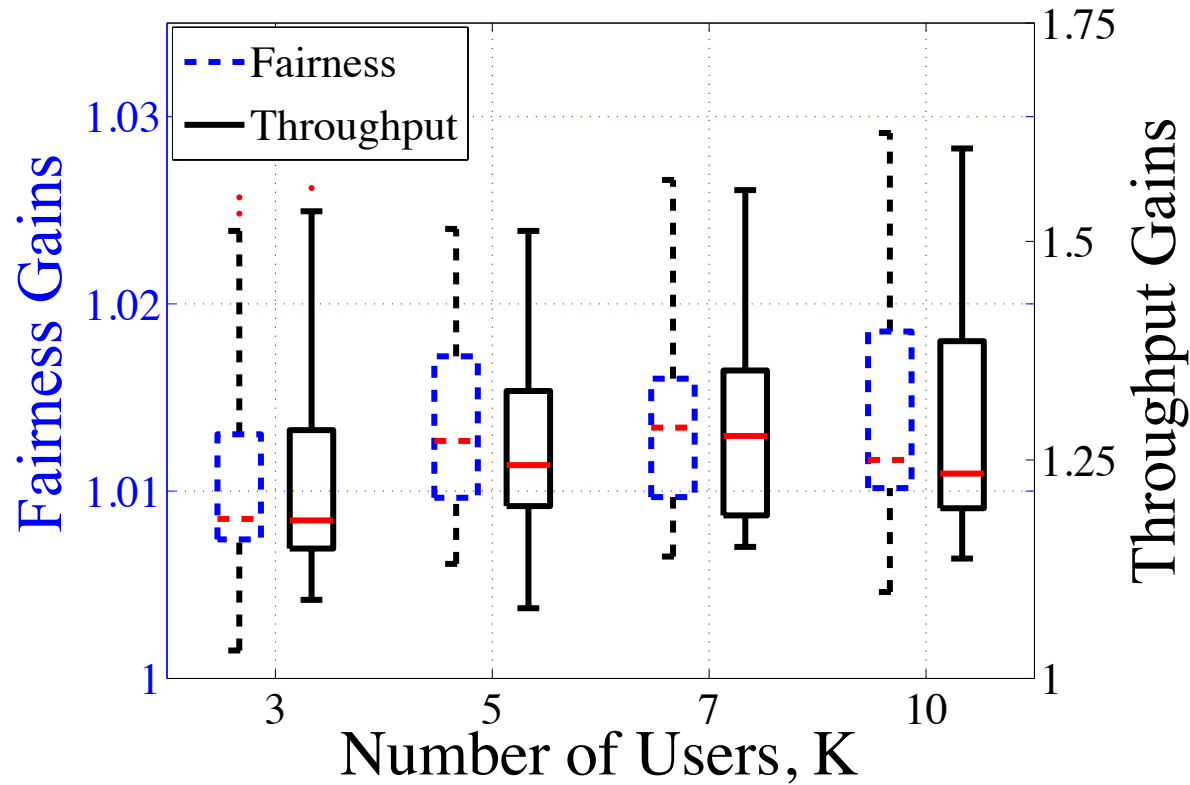 Fairness
Throughput
Fairness Gains
1.03
1.02
1.01
1
1.75
1.5
1.25
1
Throughput Gains
3
5
7
10
Number of Users, K